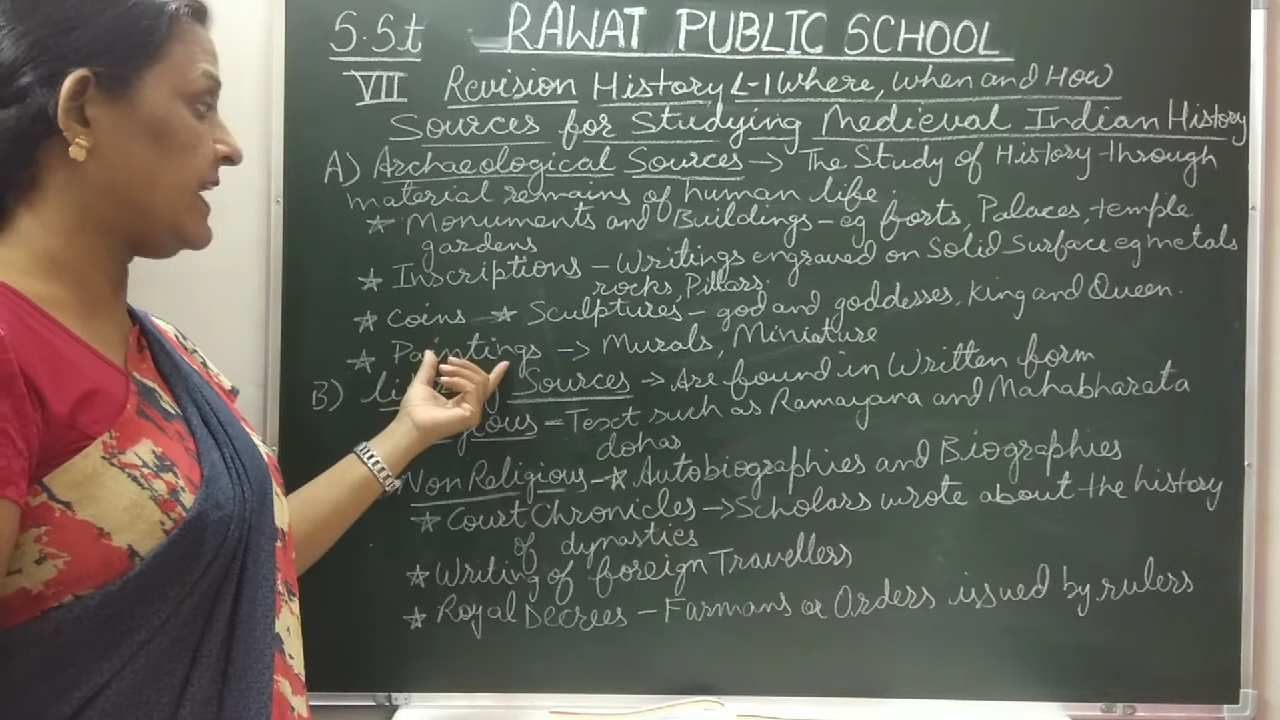 S.St RAWAT PUBLIC SCHOOL
VII Revision History L-1 Where, when and How
Sources for Studying Medieval Indian History
A) Archaeological Sources → The Study of History through
material remains of human life.
★ Monuments and Buildings - eg forts, Palaces, temple
gardens
★ Inscriptions - Writings engraved on Solid Surface eg metals
rocks, Pillars.
★ Coins ★ Sculptures - god and goddesses, King and Queen.
★ Paintings → Murals, Miniature
B) Sources → Are found in Written form
- Text such as Ramayana and Mahabharata
dohas
Non Religious - ★ Autobiographies and Biographies
★ Court Chronicles → Scholars wrote about the history
of dynastics
★ Writing of foreign Travellers
★ Royal Decrees - Farmans or Orders issued by rulers